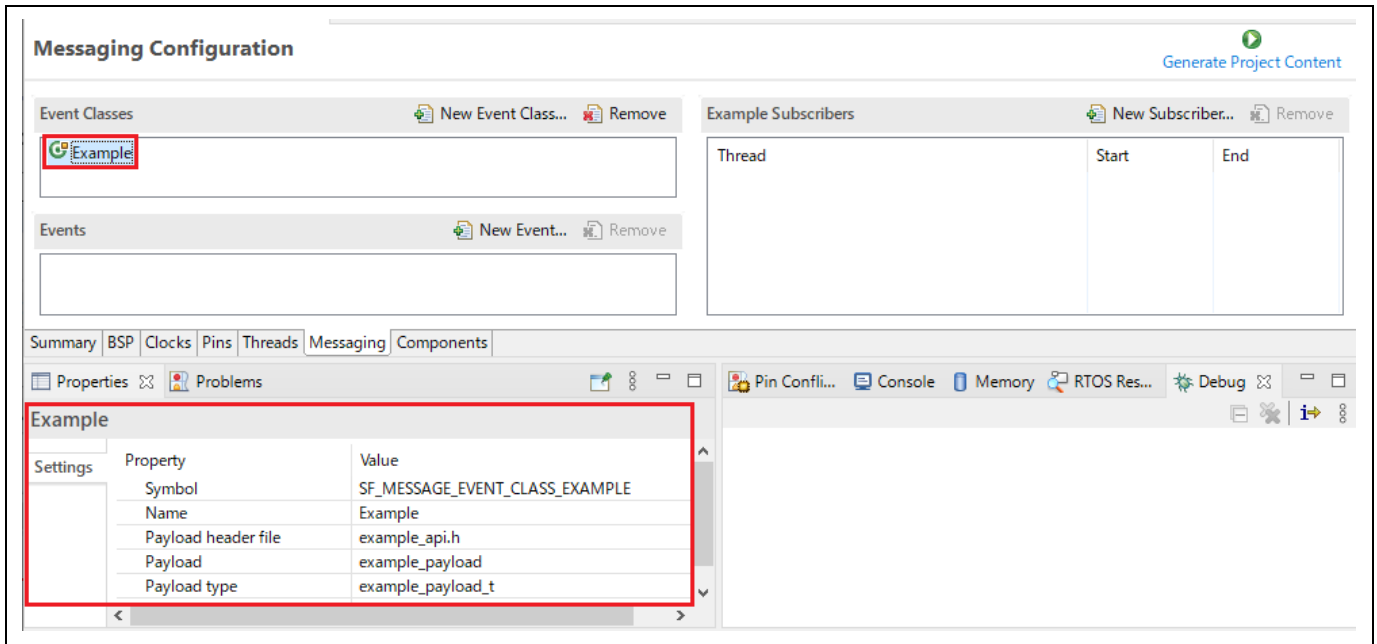 Messaging Configuration
Generate Project Content
Event Classes
New Event Class...
Remove
Example
Events
New Event...
Remove
Example Subscribers
New Subscriber...
Remove
Thread Start End
Summary BSP Clocks Pins Threads Messaging Components
Properties
Problems
Example
Settings
Property Value
Symbol SF_MESSAGE_EVENT_CLASS_EXAMPLE
Name Example
Payload header file example_api.h
Payload example_payload
Payload type example_payload_t
Pin Confli... Console Memory RTOS Res... Debug